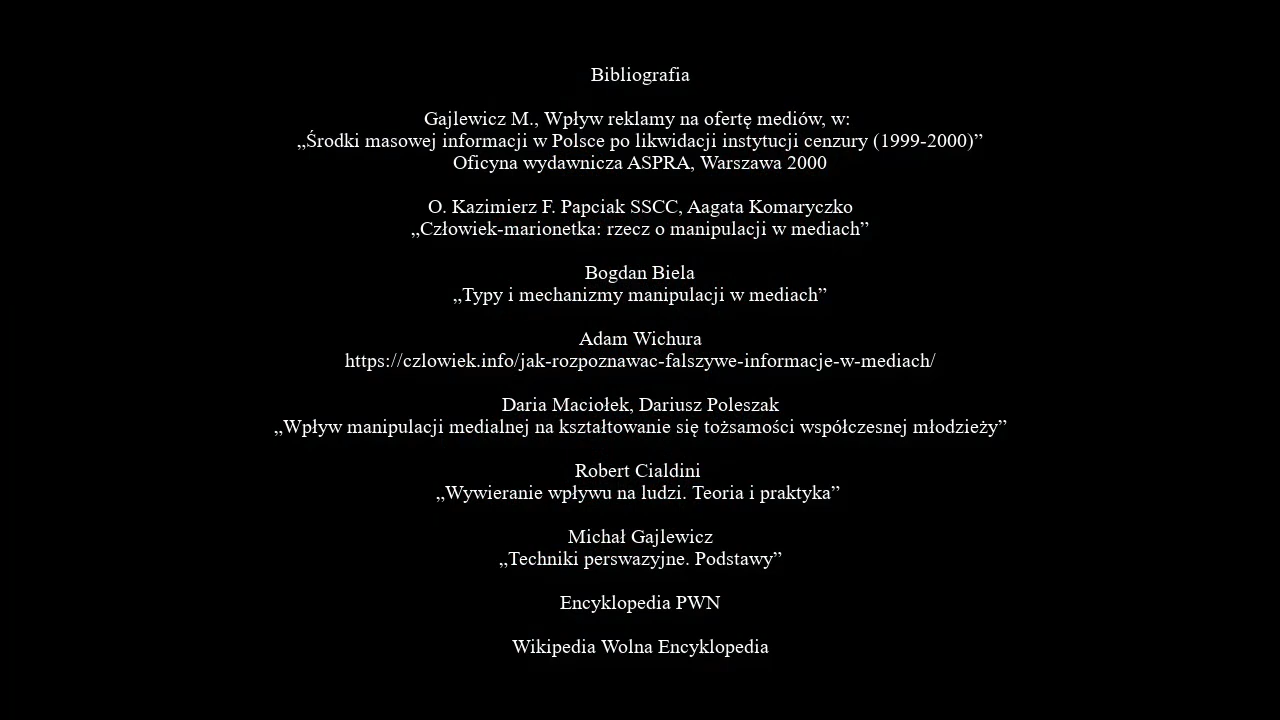 Bibliografia
Gajlewicz M., Wpływ reklamy na ofertę mediów, w:
„Środki masowej informacji w Polsce po likwidacji instytucji cenzury (1999-2000)”
Oficyna wydawnicza ASPRA, Warszawa 2000
O. Kazimierz F. Papciak SSCC, Aagata Komaryczko
„Człowiek-marionetka: rzecz o manipulacji w mediach”
Bogdan Biela
„Typy i mechanizmy manipulacji w mediach”
Adam Wichura
https://czlowiek.info/jak-rozpoznawac-falszywe-informacje-w-mediach/
Daria Maciołek, Dariusz Poleszak
„Wpływ manipulacji medialnej na kształtowanie się tożsamości współczesnej młodzieży”
Robert Cialdini
„Wywieranie wpływu na ludzi. Teoria i praktyka”
Michał Gajlewicz
„Techniki perswazyjne. Podstawy”
Encyklopedia PWN
Wikipedia Wolna Encyklopedia